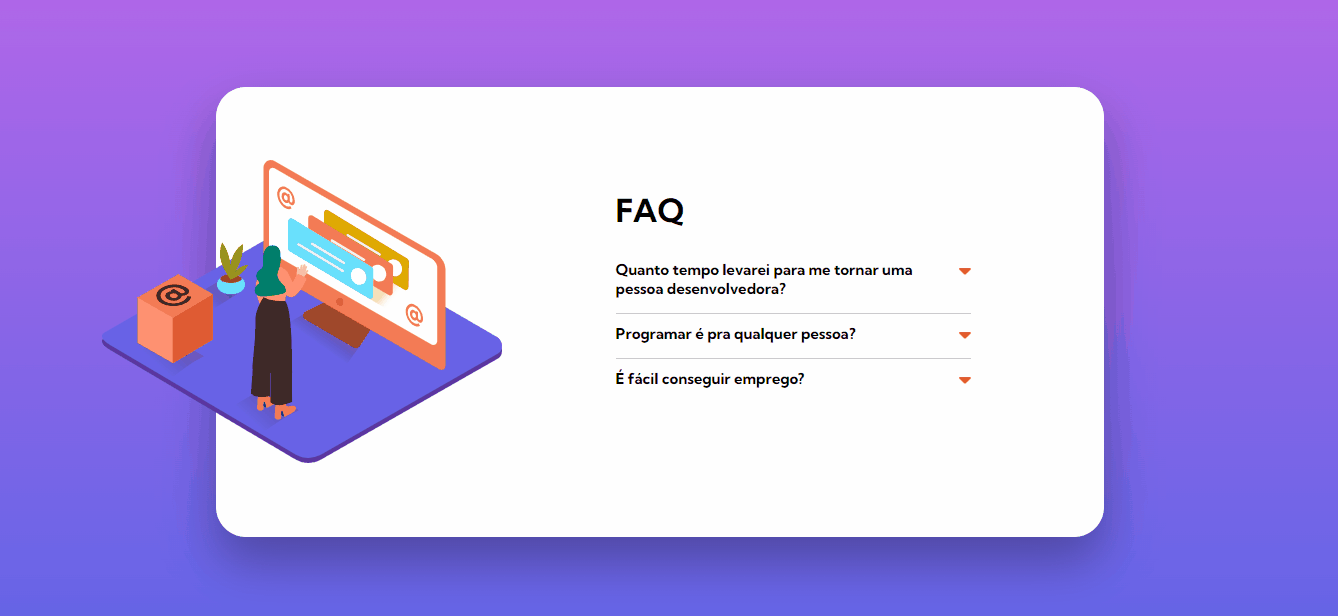 FAQ
Quanto tempo levarei para me tornar uma
pessoa desenvolvedora?
Programar é pra qualquer pessoa?
É fácil conseguir emprego?
@
@
@